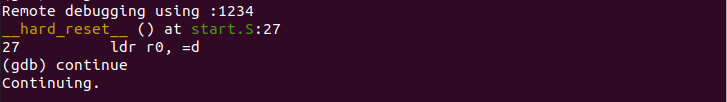 Remote debugging using :1234
__hard_reset__ () at start.S:27
27          ldr r0, =d
(gdb) continue
Continuing.